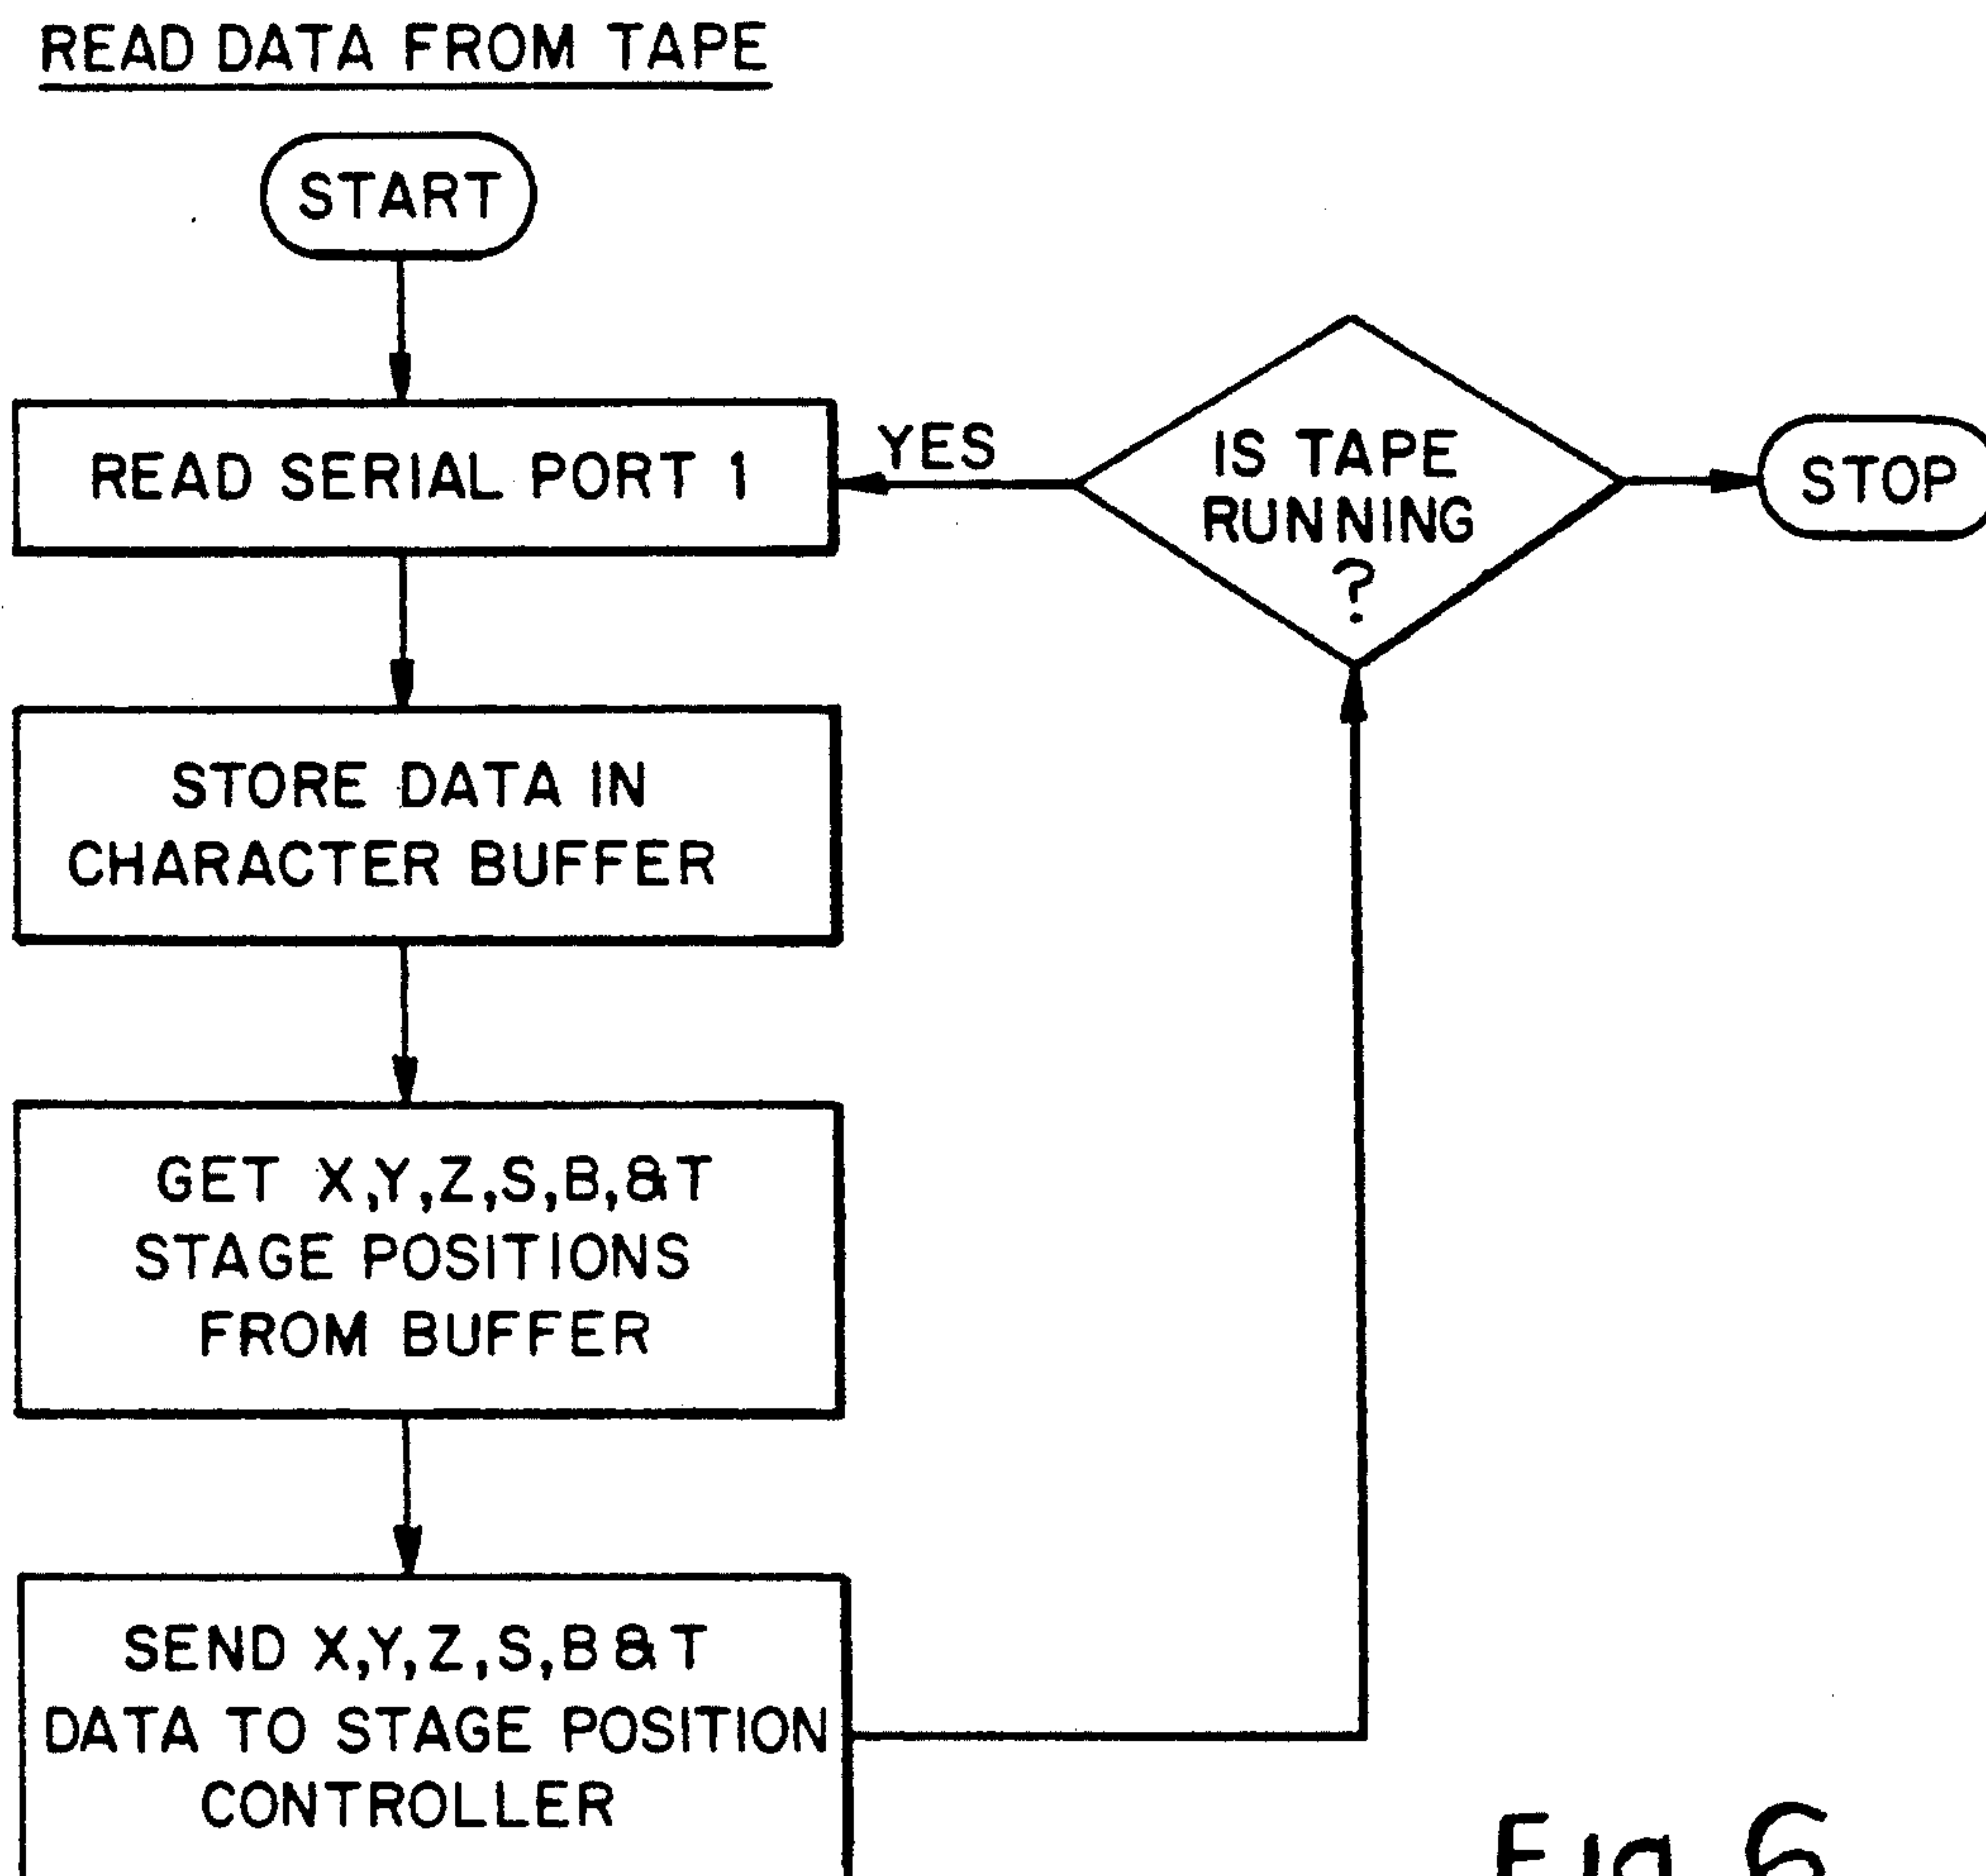 READ DATA FROM TAPE
START
READ SERIAL PORT 1
YES
IS TAPE
RUNNING
?
STOP
STORE DATA IN
CHARACTER BUFFER
GET X,Y,Z,S,B,&T
STAGE POSITIONS
FROM BUFFER
SEND X,Y,Z,S,B&T
DATA TO STAGE POSITION
CONTROLLER
Fig 6